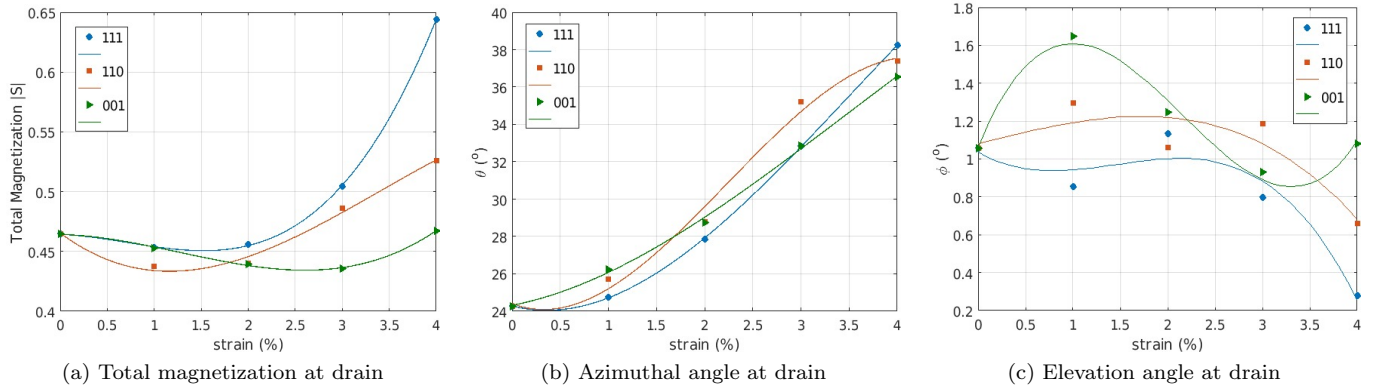 Total Magnetization |S|
0.65
0.6
0.55
0.5
0.45
0.4
111
110
001
0 0.5 1 1.5 2 2.5 3 3.5 4
strain (%)
(a) Total magnetization at drain
θ (°)
40
38
36
34
32
30
28
26
24
111
110
001
0 0.5 1 1.5 2 2.5 3 3.5 4
strain (%)
(b) Azimuthal angle at drain
ϕ (°)
1.8
1.6
1.4
1.2
1
0.8
0.6
0.4
0.2
111
110
001
0 0.5 1 1.5 2 2.5 3 3.5 4
strain (%)
(c) Elevation angle at drain